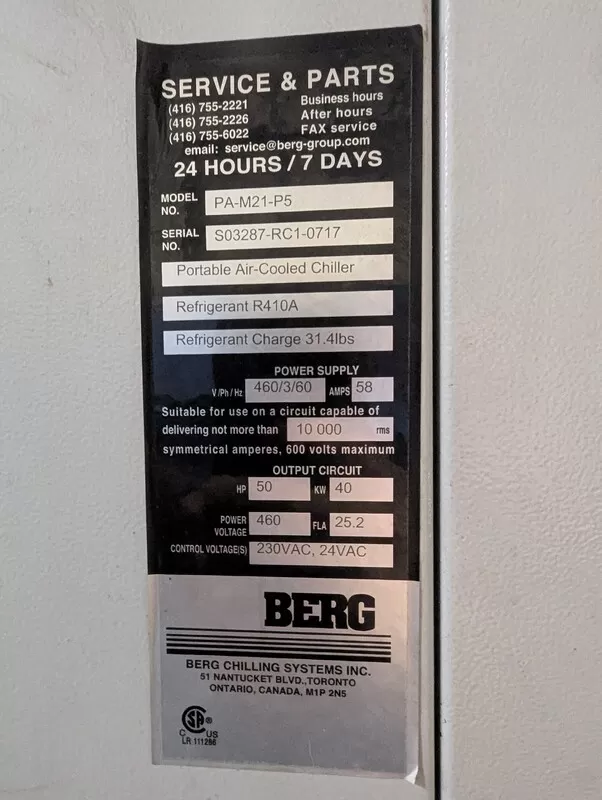 SERVICE & PARTS
(416) 755-2221 Business hours
(416) 755-2226 After hours
(416) 755-6022 FAX service
email: service@berg-group.com
24 HOURS / 7 DAYS
MODEL NO. PA-M21-P5
SERIAL NO. S03287-RC1-0717
Portable Air-Cooled Chiller
Refrigerant R410A
Refrigerant Charge 31.4lbs
POWER SUPPLY
V /Ph / Hz 460/3/60 AMPS 58
Suitable for use on a circuit capable of
delivering not more than 10 000 rms
symmetrical amperes, 600 volts maximum
OUTPUT CIRCUIT
HP 50 KW 40
POWER VOLTAGE 460 FLA 25.2
CONTROL VOLTAGE(S) 230VAC, 24VAC
BERG
BERG CHILLING SYSTEMS INC.
51 NANTUCKET BLVD.,TORONTO
ONTARIO, CANADA, M1P 2N5
SA ®
C US
LR 111286